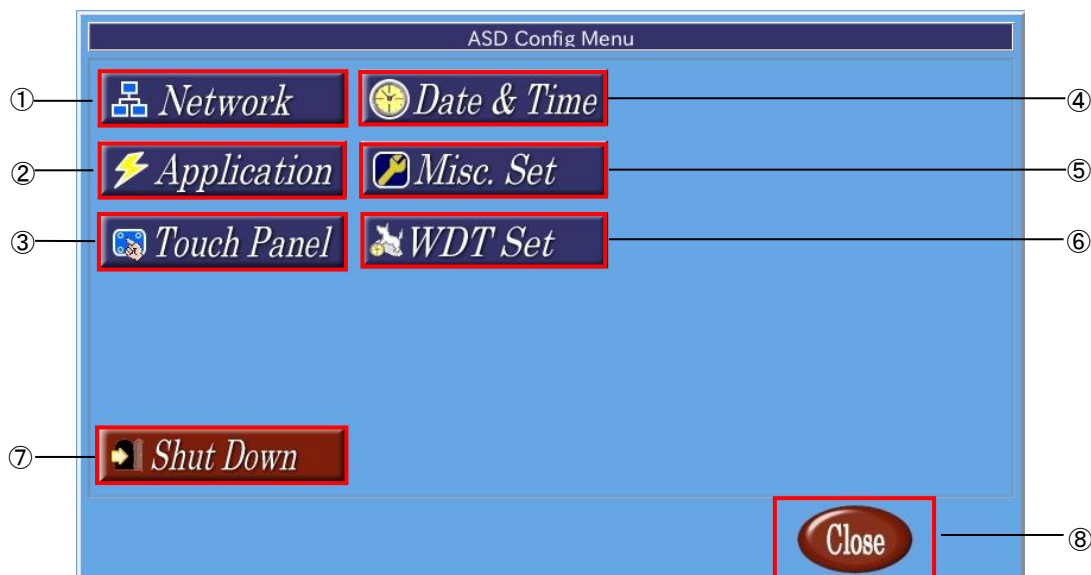 ASD Config Menu
① Network
Date & Time ④
② Application
Misc. Set ⑤
③ Touch Panel
WDT Set ⑥
⑦ Shut Down
Close ⑧